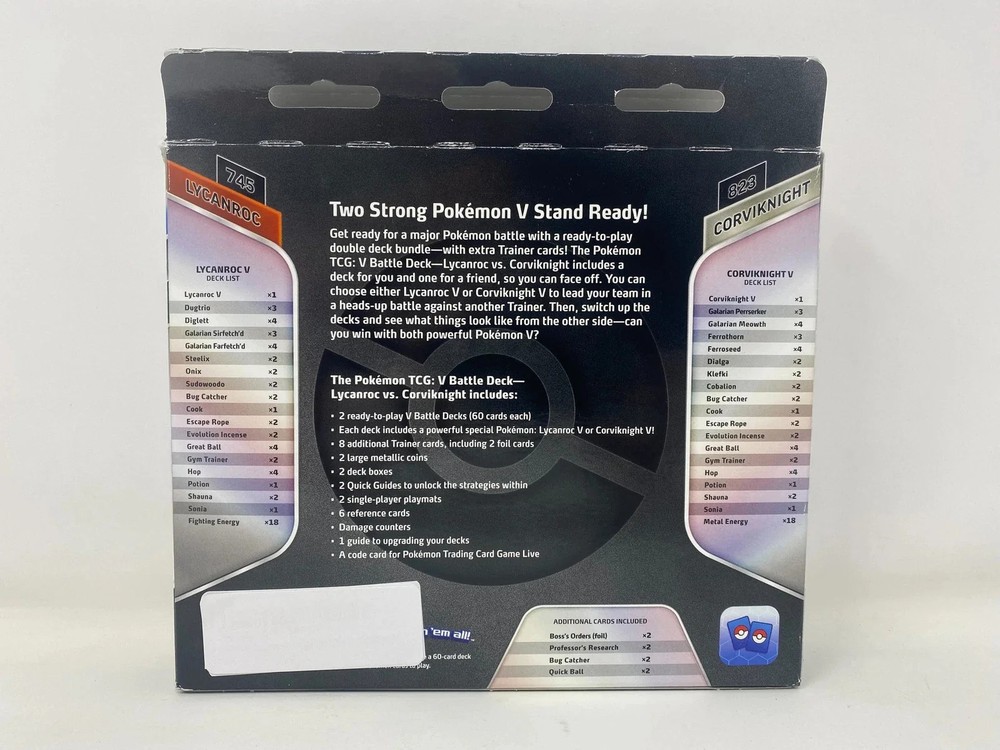 745
LYCANROC
823
CORVIKNIGHT
Two Strong Pokémon V Stand Ready!
Get ready for a major Pokémon battle with a ready-to-play
double deck bundle—with extra Trainer cards! The Pokémon
TCG: V Battle Deck—Lycanroc vs. Corviknight includes a
deck for you and one for a friend, so you can face off. You can
choose either Lycanroc V or Corviknight V to lead your team in
a heads-up battle against another Trainer. Then, switch up the
decks and see what things look like from the other side—can
you win with both powerful Pokémon V?
The Pokémon TCG: V Battle Deck—
Lycanroc vs. Corviknight includes:
• 2 ready-to-play V Battle Decks (60 cards each)
• Each deck includes a powerful special Pokémon: Lycanroc V or Corviknight V!
• 8 additional Trainer cards, including 2 foil cards
• 2 large metallic coins
• 2 deck boxes
• 2 Quick Guides to unlock the strategies within
• 2 single-player playmats
• 6 reference cards
• Damage counters
• 1 guide to upgrading your decks
• A code card for Pokémon Trading Card Game Live
LYCANROC V
DECK LIST
Lycanroc V ×1
Dugtrio ×3
Diglett ×4
Galarian Sirfetch'd ×3
Galarian Farfetch'd ×4
Steelix ×2
Onix ×2
Sudowoodo ×2
Bug Catcher ×2
Cook ×1
Escape Rope ×2
Evolution Incense ×2
Great Ball ×4
Gym Trainer ×2
Hop ×4
Potion ×1
Shauna ×2
Sonia ×1
Fighting Energy ×18
CORVIKNIGHT V
DECK LIST
Corviknight V ×1
Galarian Perrserker ×3
Galarian Meowth ×4
Ferrothorn ×3
Ferroseed ×4
Dialga ×2
Klefki ×2
Cobalion ×2
Bug Catcher ×2
Cook ×1
Escape Rope ×2
Evolution Incense ×2
Great Ball ×4
Gym Trainer ×2
Hop ×4
Potion ×1
Shauna ×2
Sonia ×1
Metal Energy ×18
'em all!
a 60-card deck
to play.
ADDITIONAL CARDS INCLUDED
Boss's Orders (foil) ×2
Professor's Research ×2
Bug Catcher ×2
Quick Ball ×2